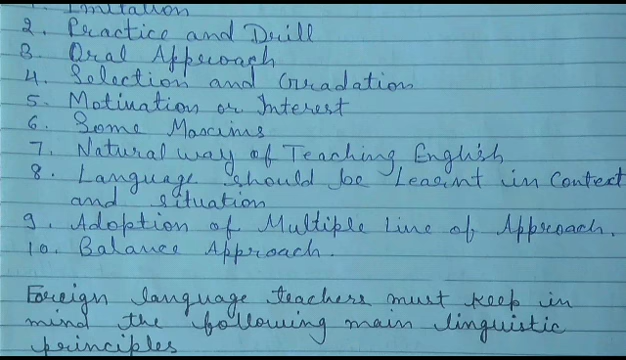 1. Imitation
2. Practice and Drill
3. Oral Approach
4. Selection and Gradation
5. Motivation or Interest
6. Some Maxims
7. Natural way of Teaching English
8. Language should be Learnt in Context
and situation
9. Adoption of Multiple Line of Approach.
10. Balance Approach.
Foreign language teachers must keep in
mind the following main linguistic
principles